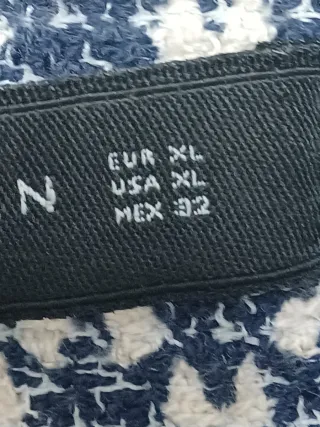 N
EUR XL
USA XL
MEX 32